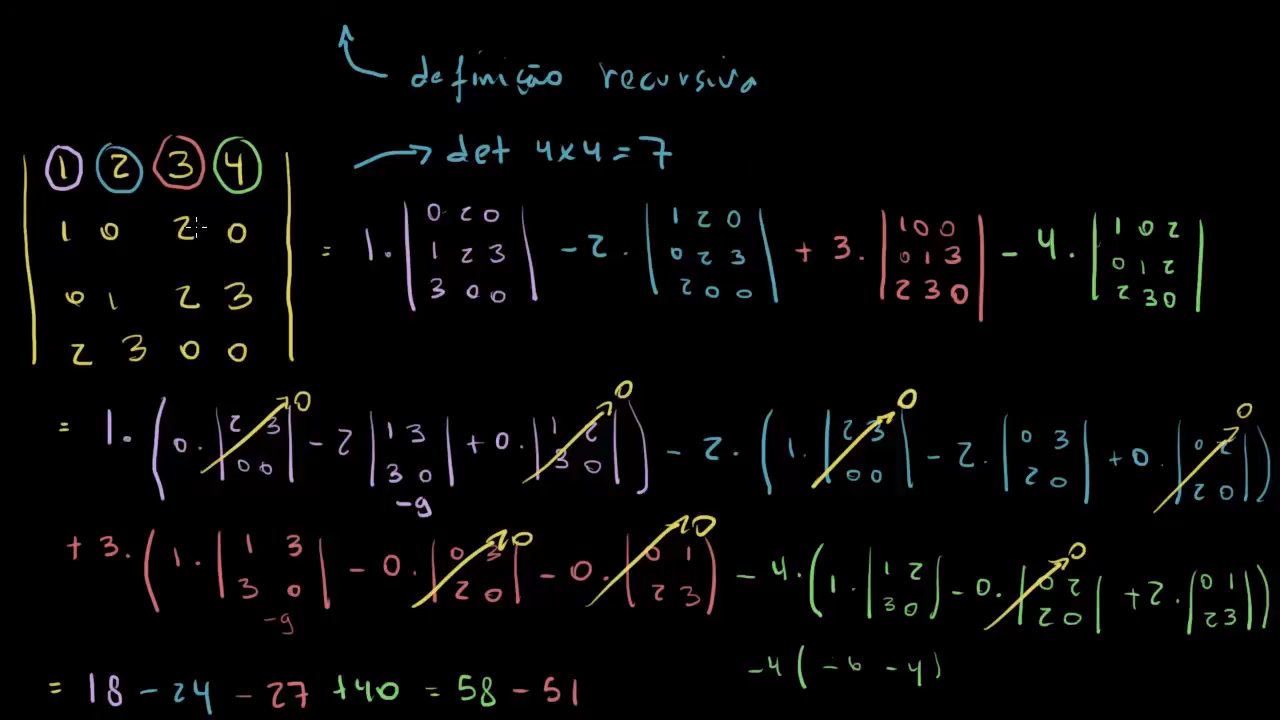 definição recursiva
det 4x4 = 7
| 1 2 3 4 |
| 1 0 2 0 |
| 0 1 2 3 |
| 2 3 0 0 |
= 1 . | 0 2 0 | - 2 . | 1 2 0 | + 3 . | 1 0 0 | - 4 . | 1 0 2 |
| 1 2 3 | | 0 2 3 | | 0 1 3 | | 0 1 2 |
| 3 0 0 | | 2 0 0 | | 2 3 0 | | 2 3 0 |
0 0 0 0
= 1 . ( 0 . | 2 3 | - 2 | 1 3 | + 0 . | 1 2 | ) - 2 . ( 1 . | 2 3 | - 2 . | 0 3 | + 0 . | 0 2 | )
| 0 0 | | 3 0 | | 3 0 | | 0 0 | | 2 0 | | 2 0 |
-9
0 0 0
+ 3 . ( 1 . | 1 3 | - 0 . | 0 3 | - 0 . | 0 1 | ) - 4 . ( 1 . | 1 2 | - 0 . | 0 2 | + 2 . | 0 1 | )
| 3 0 | | 2 0 | | 2 3 | | 3 0 | | 2 0 | | 2 3 |
-9
-4 ( -6 -4 )
= 18 - 24 - 27 + 40 = 58 - 51